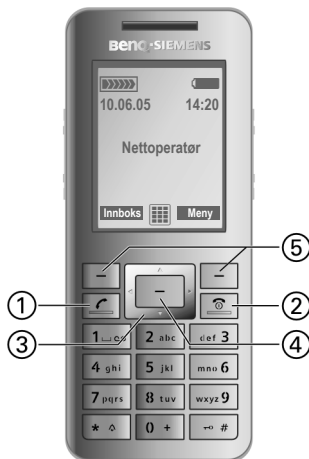 BenQ-SIEMENS
10.06.05 14:20
Nettoperatør
Innboks Meny
5
1 2
3 4
1 2 abc def 3
4 ghi 5 jkl mno 6
7 pqrs 8 tuv wxyz 9
* 0 + #